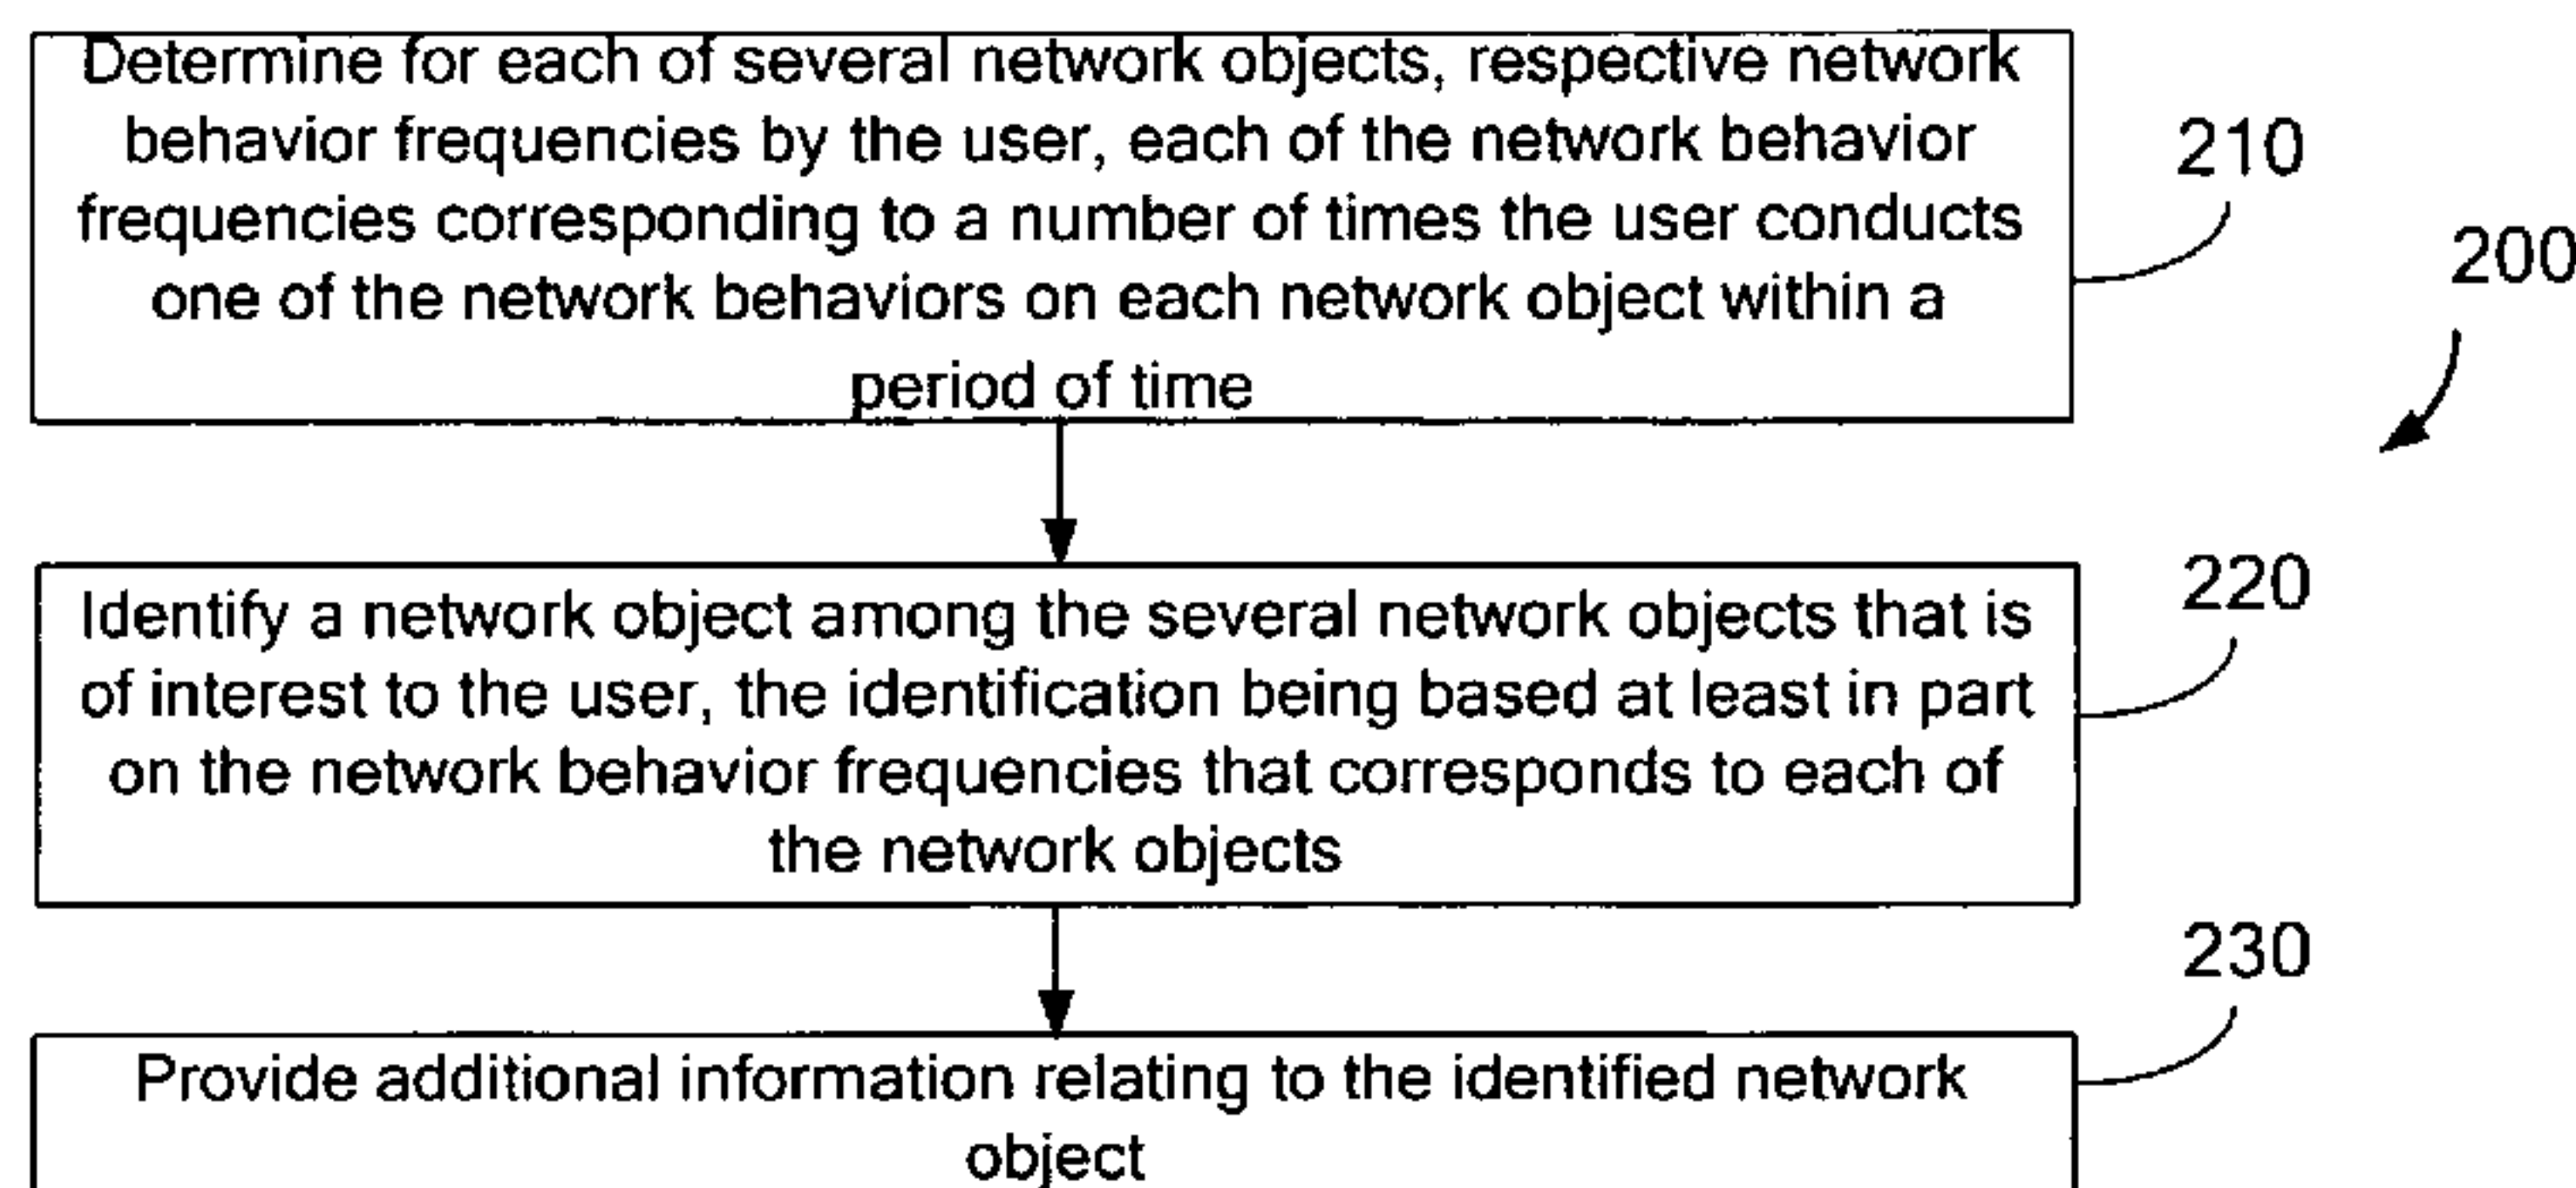 Determine for each of several network objects, respective network
behavior frequencies by the user, each of the network behavior
frequencies corresponding to a number of times the user conducts
one of the network behaviors on each network object within a
period of time
210
200
Identify a network object among the several network objects that is
of interest to the user, the identification being based at least in part
on the network behavior frequencies that corresponds to each of
the network objects
220
Provide additional information relating to the identified network
object
230